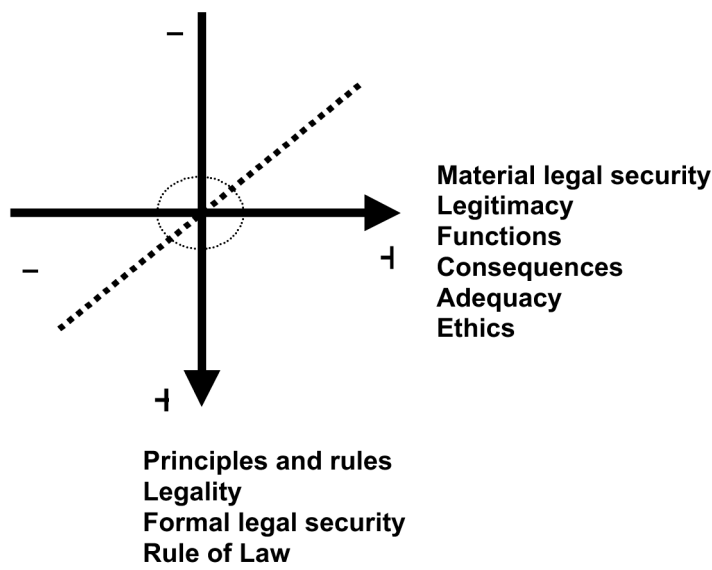 –
Material legal security
Legitimacy
Functions
Consequences
Adequacy
Ethics
–
+
+
Principles and rules
Legality
Formal legal security
Rule of Law